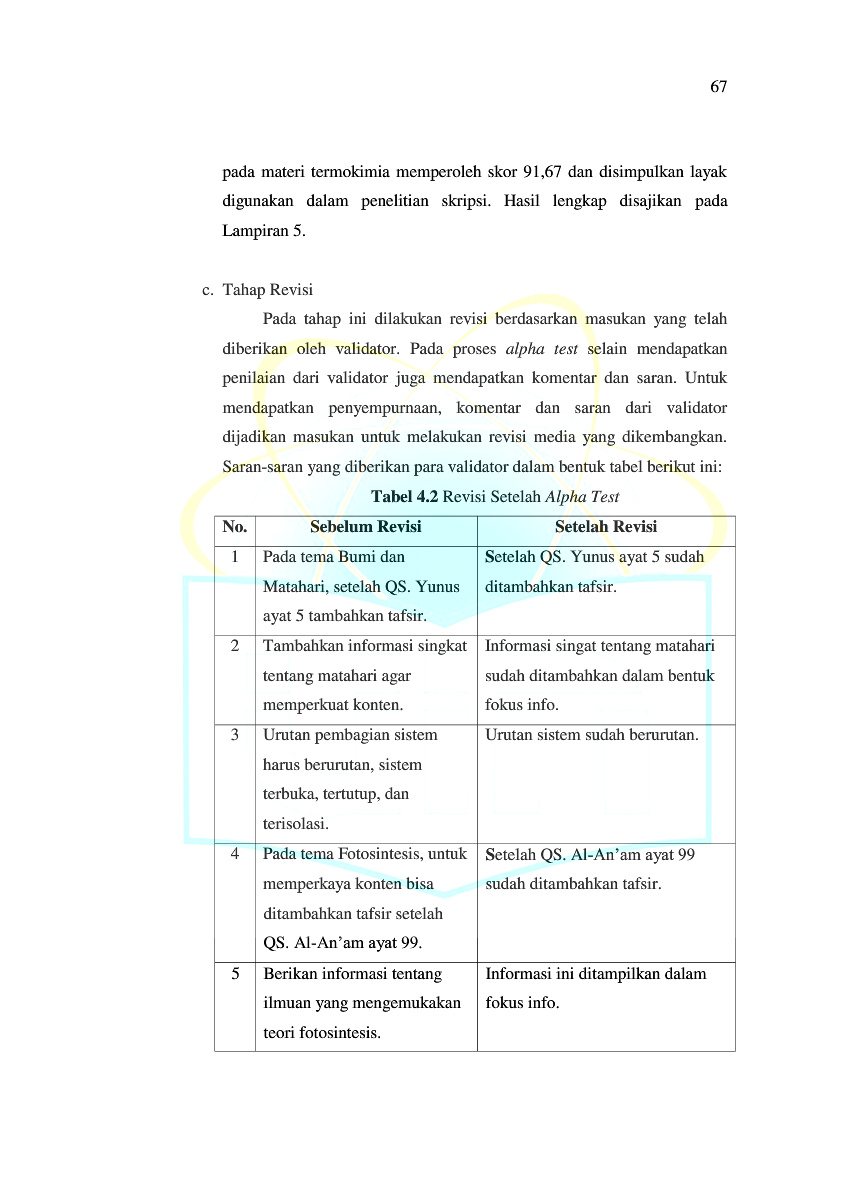 67
pada materi termokimia memperoleh skor 91,67 dan disimpulkan layak
digunakan dalam penelitian skripsi. Hasil lengkap disajikan pada
Lampiran 5.
c. Tahap Revisi
Pada tahap ini dilakukan revisi berdasarkan masukan yang telah
diberikan oleh validator. Pada proses alpha test selain mendapatkan
penilaian dari validator juga mendapatkan komentar dan saran. Untuk
mendapatkan penyempurnaan, komentar dan saran dari validator
dijadikan masukan untuk melakukan revisi media yang dikembangkan.
Saran-saran yang diberikan para validator dalam bentuk tabel berikut ini:
Tabel 4.2 Revisi Setelah Alpha Test
No. Sebelum Revisi Setelah Revisi
1 Pada tema Bumi dan Setelah QS. Yunus ayat 5 sudah
Matahari, setelah QS. Yunus ditambahkan tafsir.
ayat 5 tambahkan tafsir.
2 Tambahkan informasi singkat Informasi singat tentang matahari
tentang matahari agar sudah ditambahkan dalam bentuk
memperkuat konten. fokus info.
3 Urutan pembagian sistem Urutan sistem sudah berurutan.
harus berurutan, sistem
terbuka, tertutup, dan
terisolasi.
4 Pada tema Fotosintesis, untuk Setelah QS. Al-An’am ayat 99
memperkaya konten bisa sudah ditambahkan tafsir.
ditambahkan tafsir setelah
QS. Al-An’am ayat 99.
5 Berikan informasi tentang Informasi ini ditampilkan dalam
ilmuan yang mengemukakan fokus info.
teori fotosintesis.